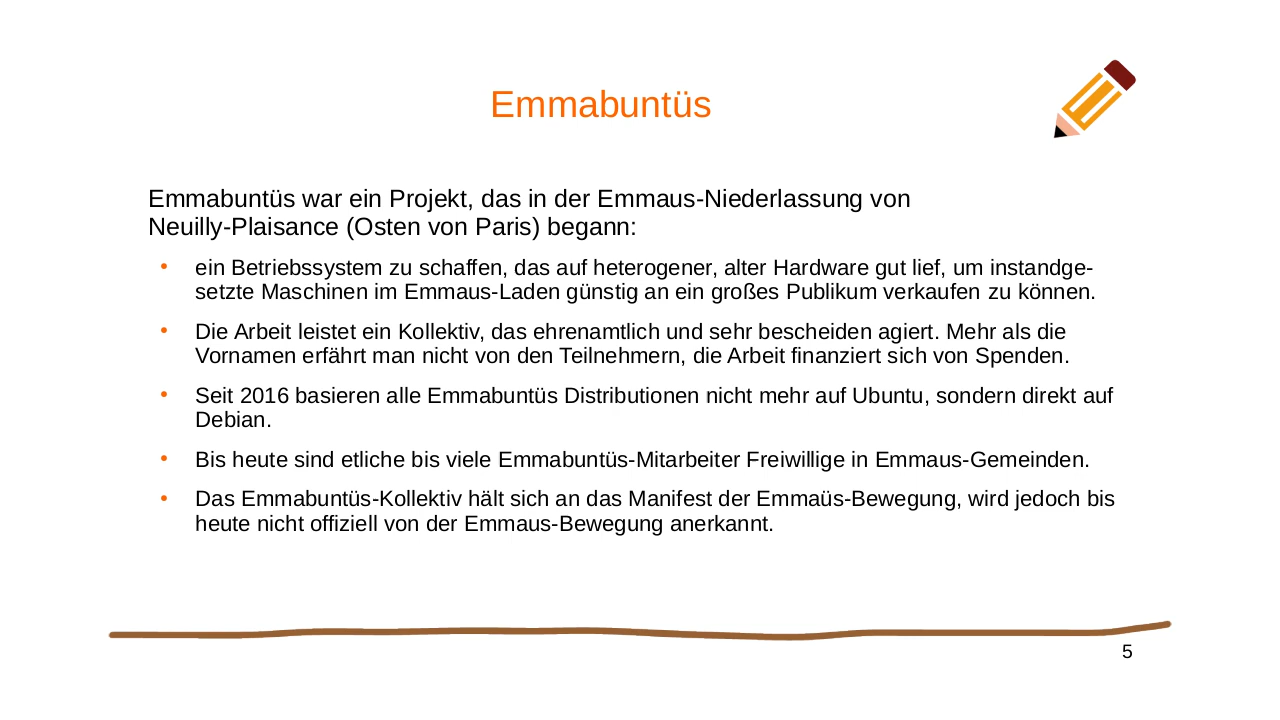 Emmabuntüs
Emmabuntüs war ein Projekt, das in der Emmaus-Niederlassung von
Neuilly-Plaisance (Osten von Paris) begann:
• ein Betriebssystem zu schaffen, das auf heterogener, alter Hardware gut lief, um instandge-
setzte Maschinen im Emmaus-Laden günstig an ein großes Publikum verkaufen zu können.
• Die Arbeit leistet ein Kollektiv, das ehrenamtlich und sehr bescheiden agiert. Mehr als die
Vornamen erfährt man nicht von den Teilnehmern, die Arbeit finanziert sich von Spenden.
• Seit 2016 basieren alle Emmabuntüs Distributionen nicht mehr auf Ubuntu, sondern direkt auf
Debian.
• Bis heute sind etliche bis viele Emmabuntüs-Mitarbeiter Freiwillige in Emmaus-Gemeinden.
• Das Emmabuntüs-Kollektiv hält sich an das Manifest der Emmaüs-Bewegung, wird jedoch bis
heute nicht offiziell von der Emmaus-Bewegung anerkannt.
5